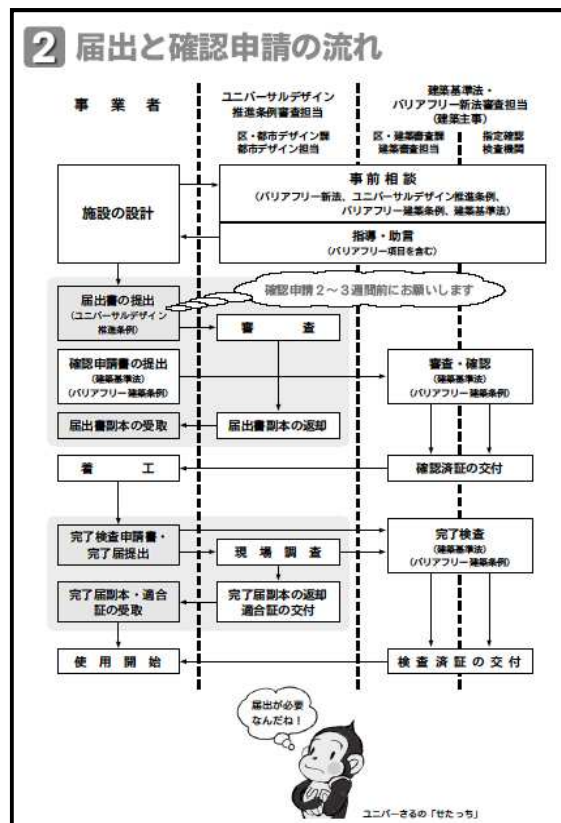 2 届出と確認申請の流れ
事業者
ユニバーサルデザイン
推進条例審査担当
区・都市デザイン課
都市デザイン担当
建築基準法・
バリアフリー新法審査担当
(建築主事)
区・建築審査課
建築審査担当
指定確認
検査機関
施設の設計
事前相談
(バリアフリー新法、ユニバーサルデザイン推進条例、
バリアフリー建築条例、建築基準法)
指導・助言
(バリアフリー項目を含む)
届出書の提出
(ユニバーサルデザイン
推進条例)
確認申請2～3週間前にお願いします
審査
確認申請書の提出
(建築基準法)
(バリアフリー建築条例)
審査・確認
(建築基準法)
(バリアフリー建築条例)
届出書副本の受取
届出書副本の返却
着工
確認済証の交付
完了検査申請書・
完了届提出
現場調査
完了検査
(建築基準法)
(バリアフリー建築条例)
完了届副本・適合
証の受取
完了届副本の返却
適合証の交付
使用開始
検査済証の交付
届出が必要
なんだね!
ユニバーさるの「せたっち」